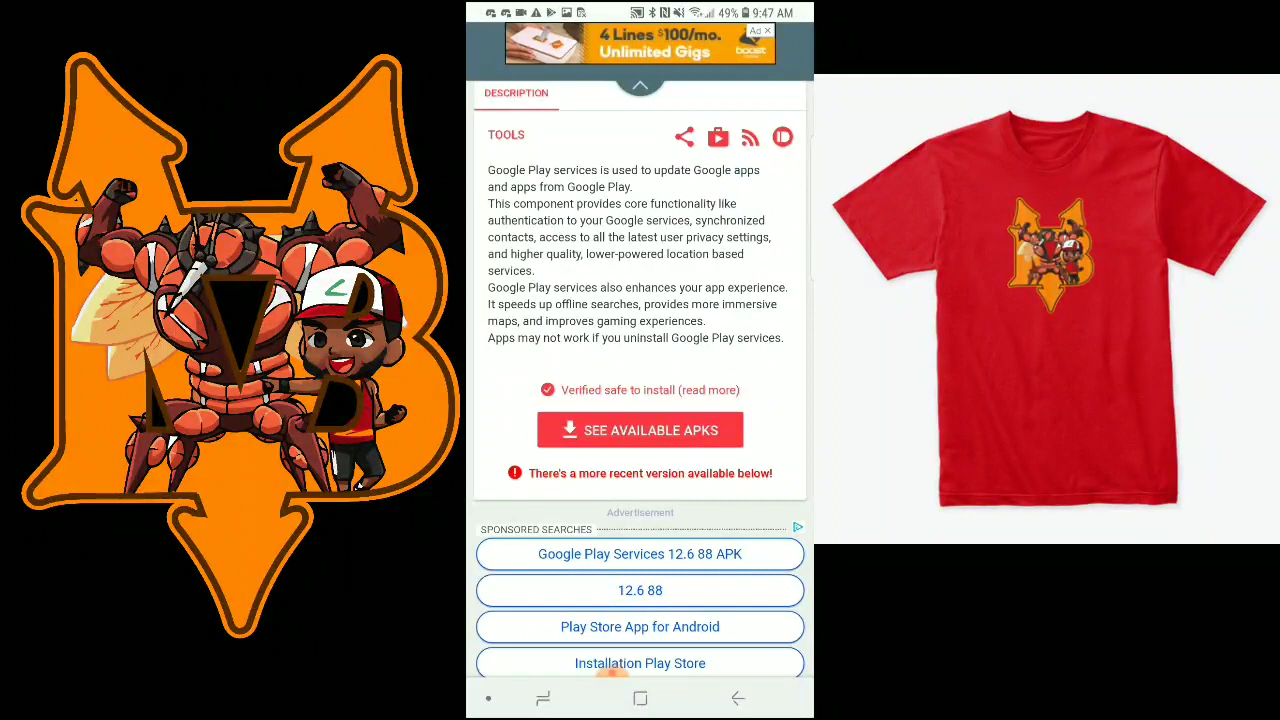 49% 9:47 AM
4 Lines $100/mo.
Unlimited Gigs
Ad
boost
DESCRIPTION
TOOLS
Google Play services is used to update Google apps
and apps from Google Play.
This component provides core functionality like
authentication to your Google services, synchronized
contacts, access to all the latest user privacy settings,
and higher quality, lower-powered location based
services.
Google Play services also enhances your app experience.
It speeds up offline searches, provides more immersive
maps, and improves gaming experiences.
Apps may not work if you uninstall Google Play services.
Verified safe to install (read more)
SEE AVAILABLE APKS
There's a more recent version available below!
Advertisement
SPONSORED SEARCHES
Google Play Services 12.6 88 APK
12.6 88
Play Store App for Android
Installation Play Store